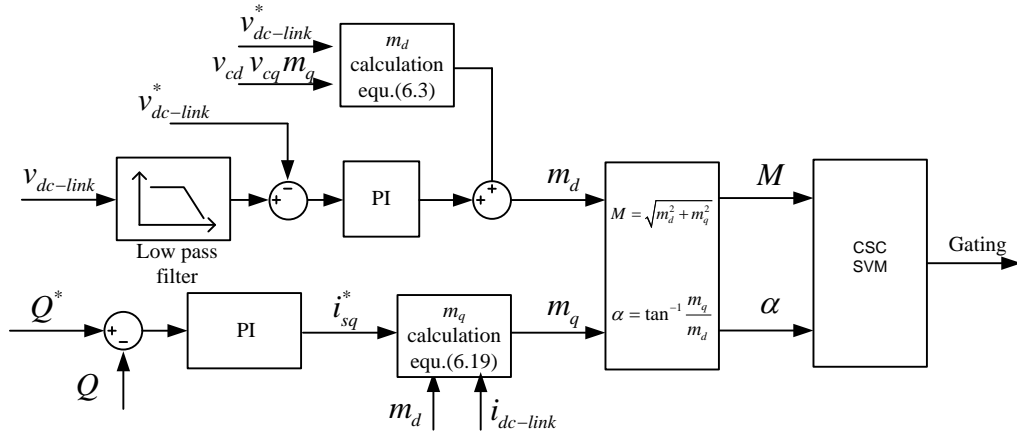 v*dc−link
vcd vcq mq
md
calculation
equ.(6.3)
v*dc−link
vdc−link
+
−
PI
+
+
md
Low pass
filter
M = √(md² + mq²)
M
CSC
SVM
Gating
Q*
+
−
Q
PI
i*sq
mq
calculation
equ.(6.19)
mq
α = tan⁻¹ mq/md
α
md
idc−link